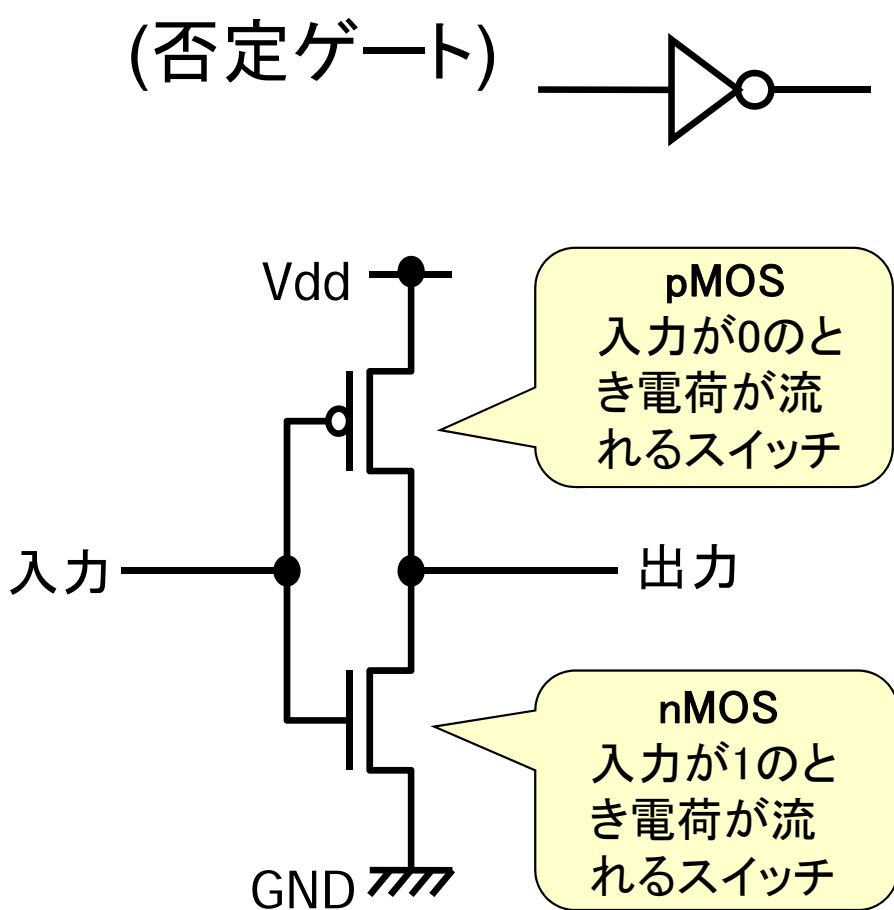 (否定ゲート)
Vdd
pMOS
入力が0のと
き電荷が流
れるスイッチ
入力
出力
nMOS
入力が1のと
き電荷が流
れるスイッチ
GND